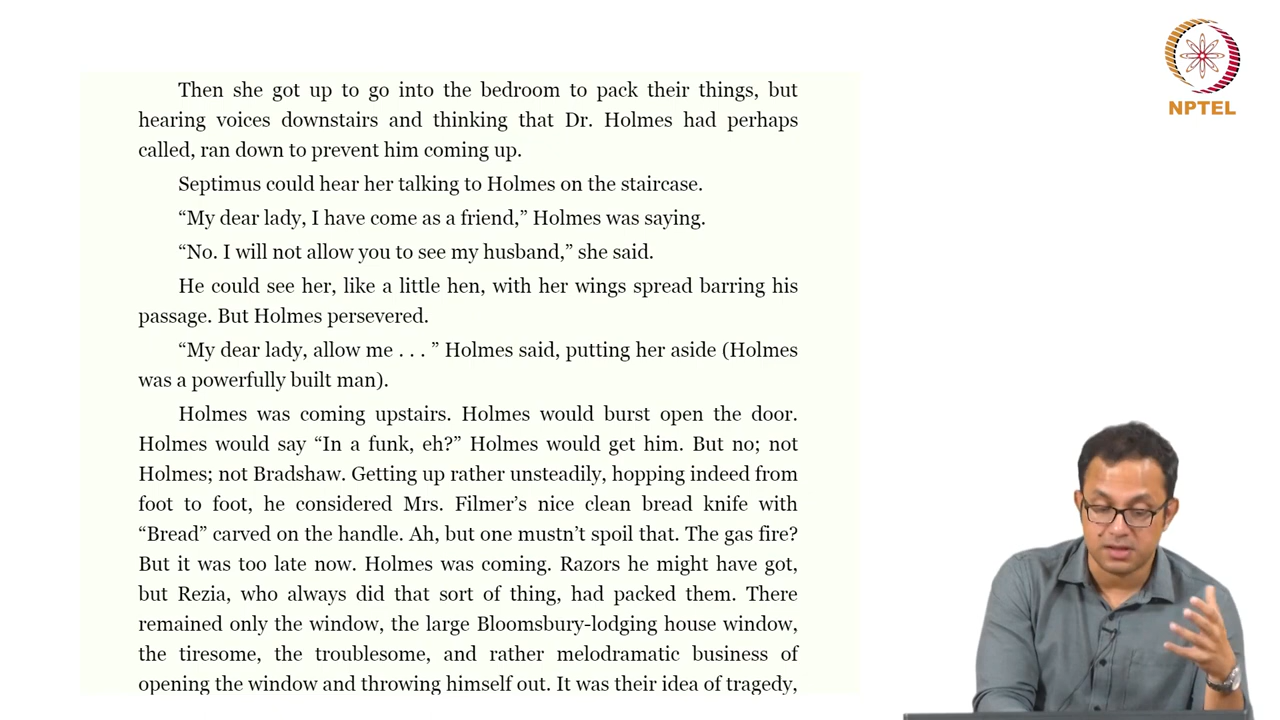 NPTEL
Then she got up to go into the bedroom to pack their things, but
hearing voices downstairs and thinking that Dr. Holmes had perhaps
called, ran down to prevent him coming up.
Septimus could hear her talking to Holmes on the staircase.
“My dear lady, I have come as a friend,” Holmes was saying.
“No. I will not allow you to see my husband,” she said.
He could see her, like a little hen, with her wings spread barring his
passage. But Holmes persevered.
“My dear lady, allow me . . . ” Holmes said, putting her aside (Holmes
was a powerfully built man).
Holmes was coming upstairs. Holmes would burst open the door.
Holmes would say “In a funk, eh?” Holmes would get him. But no; not
Holmes; not Bradshaw. Getting up rather unsteadily, hopping indeed from
foot to foot, he considered Mrs. Filmer’s nice clean bread knife with
“Bread” carved on the handle. Ah, but one mustn’t spoil that. The gas fire?
But it was too late now. Holmes was coming. Razors he might have got,
but Rezia, who always did that sort of thing, had packed them. There
remained only the window, the large Bloomsbury-lodging house window,
the tiresome, the troublesome, and rather melodramatic business of
opening the window and throwing himself out. It was their idea of tragedy,